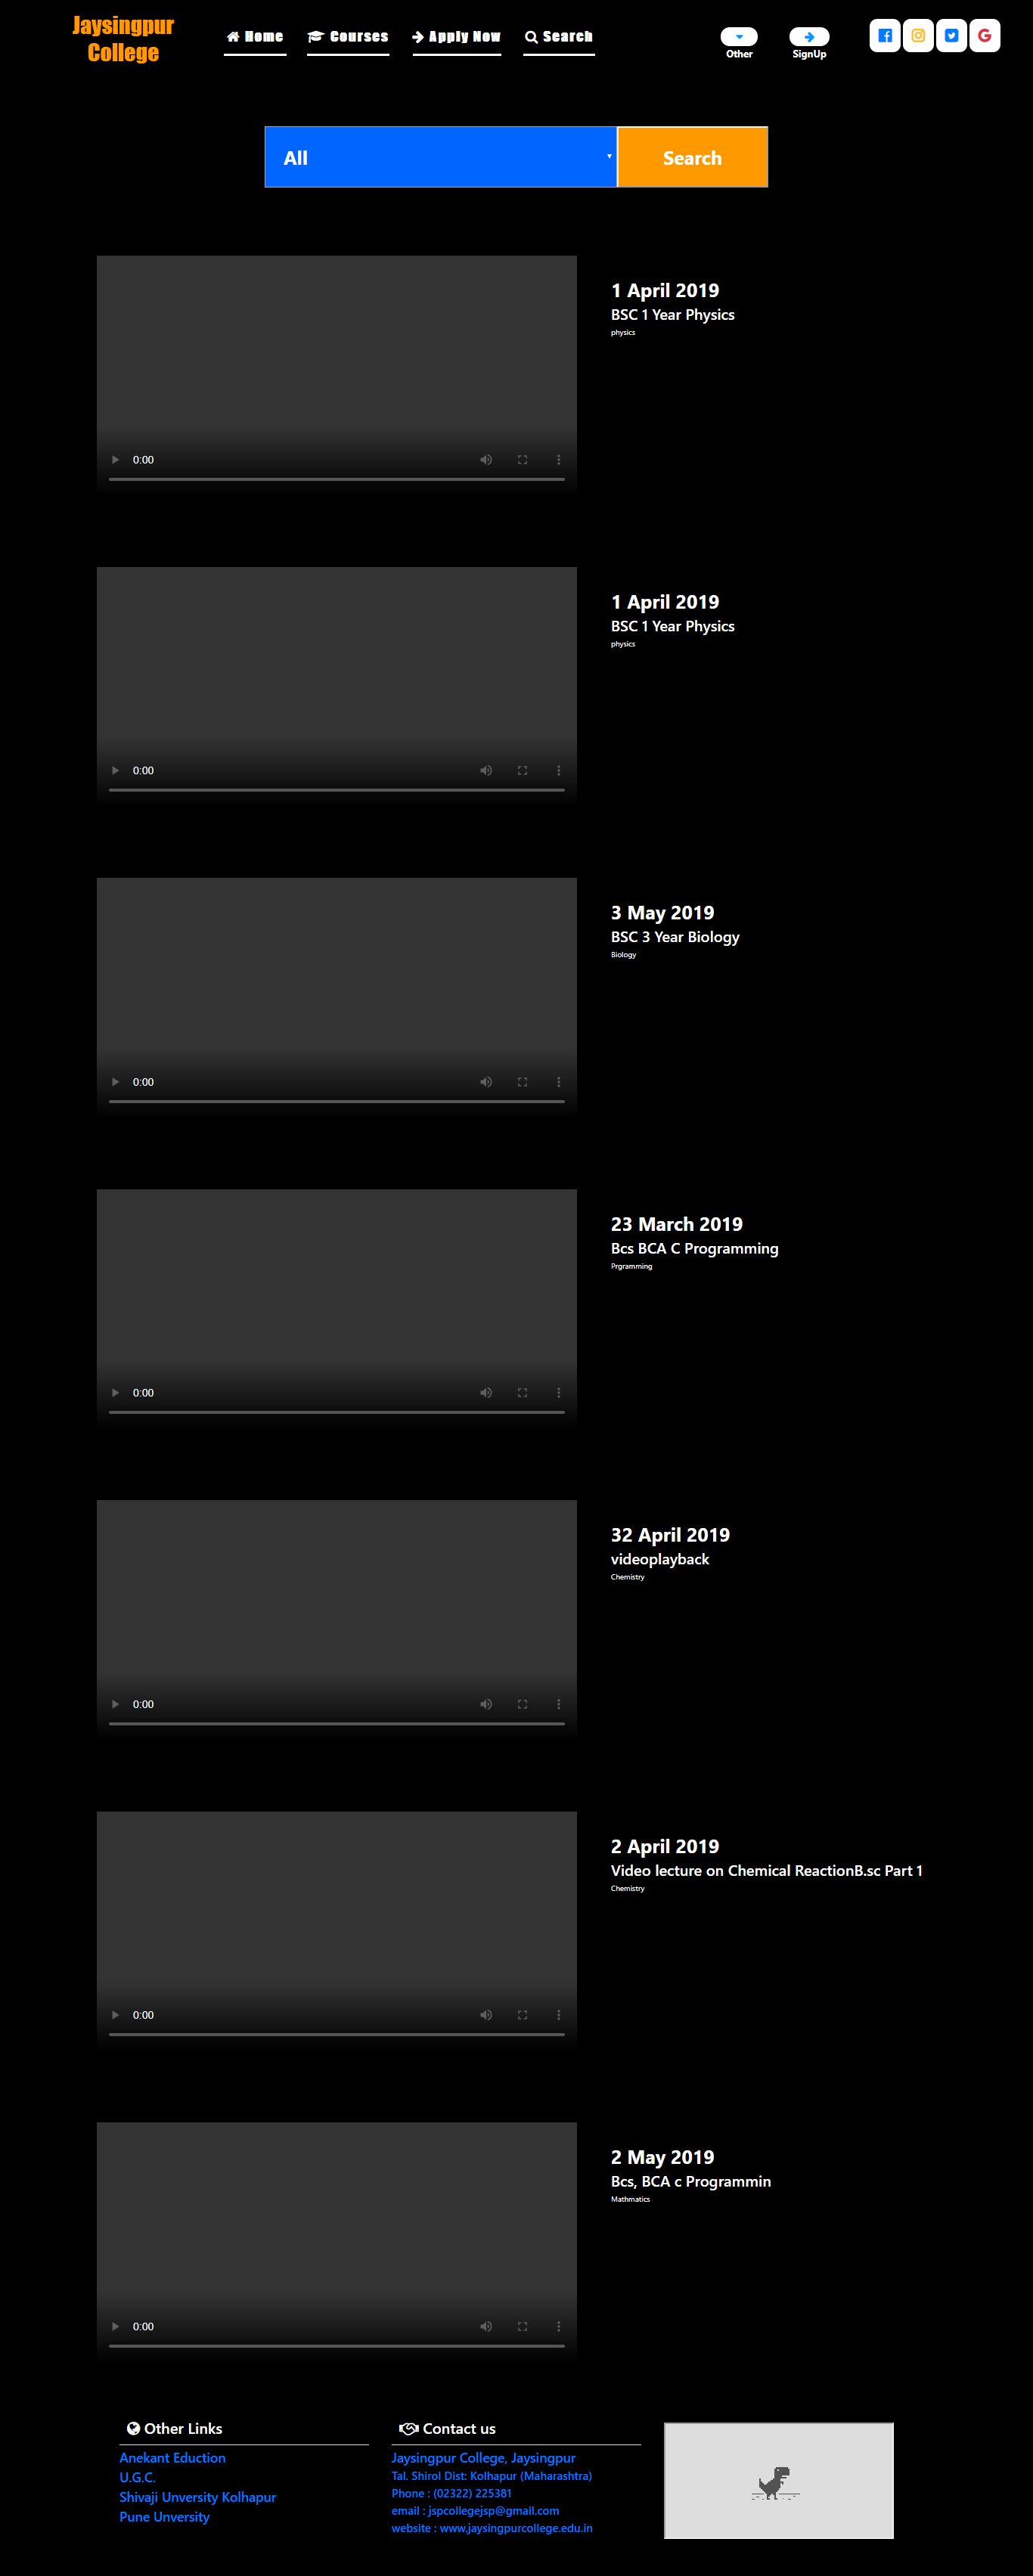 Jaysingpur
College
Home
Courses
Apply Now
Search
Other
SignUp
All
Search
1 April 2019
BSC 1 Year Physics
physics
0:00
1 April 2019
BSC 1 Year Physics
physics
0:00
3 May 2019
BSC 3 Year Biology
Biology
0:00
23 March 2019
Bcs BCA C Programming
Prgramming
0:00
32 April 2019
videoplayback
Chemistry
0:00
2 April 2019
Video lecture on Chemical ReactionB.sc Part 1
Chemistry
0:00
2 May 2019
Bcs, BCA c Programmin
Mathmatics
0:00
Other Links
Anekant Eduction
U.G.C.
Shivaji Unversity Kolhapur
Pune Unversity
Contact us
Jaysingpur College, Jaysingpur
Tal. Shirol Dist: Kolhapur (Maharashtra)
Phone : (02322) 225381
email : jspcollegejsp@gmail.com
website : www.jaysingpurcollege.edu.in